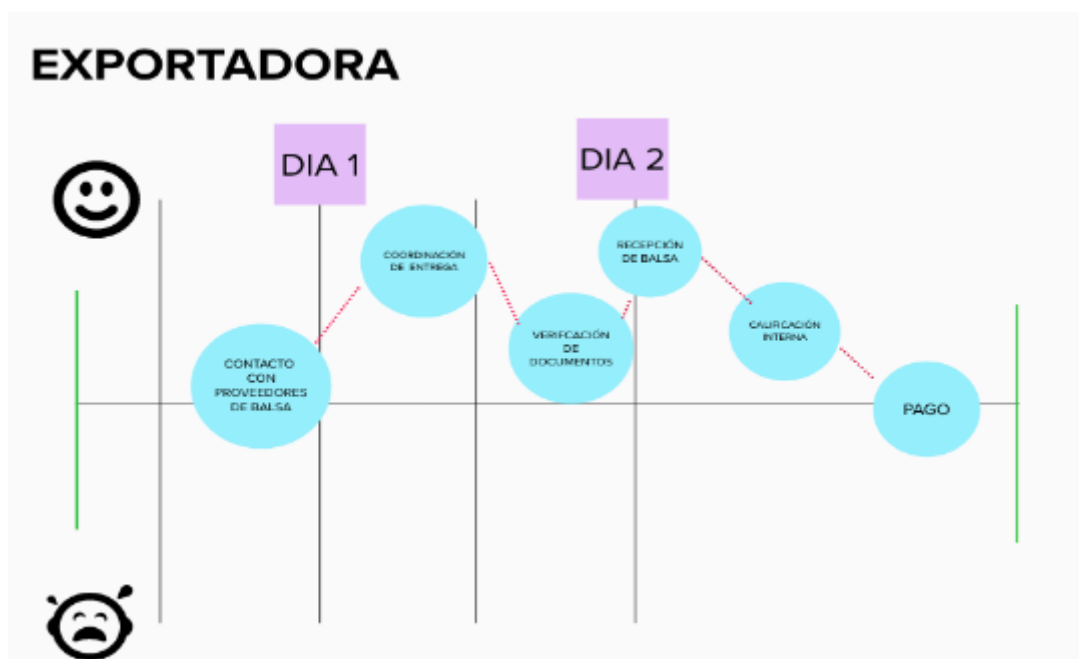 EXPORTADORA
DIA 1
DIA 2
CONTACTO
CON
PROVEEDORES
DE BALSA
COORDINACIÓN
DE ENTREGA
VERIFCACIÓN
DE
DOCUMENTOS
RECEPCIÓN
DE BALSA
CALIFICACIÓN
INTERNA
PAGO